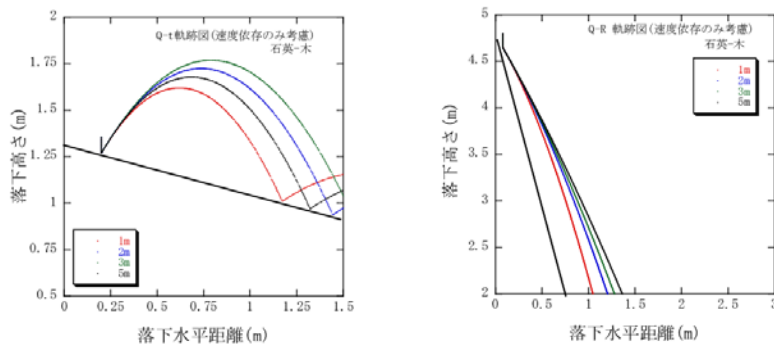 Q-t軌跡図(速度依存のみ考慮)
石英-木
落下高さ(m)
2
1.75
1.5
1.25
1
0.75
0.5
1m
2m
3m
5m
0 0.25 0.5 0.75 1 1.25 1.5
落下水平距離(m)
Q-R 軌跡図(速度依存のみ考慮)
石英-木
落下高さ(m)
5
4.5
4
3.5
3
2.5
2
1m
2m
3m
5m
0 0.5 1 1.5 2 2.5 3
落下水平距離(m)